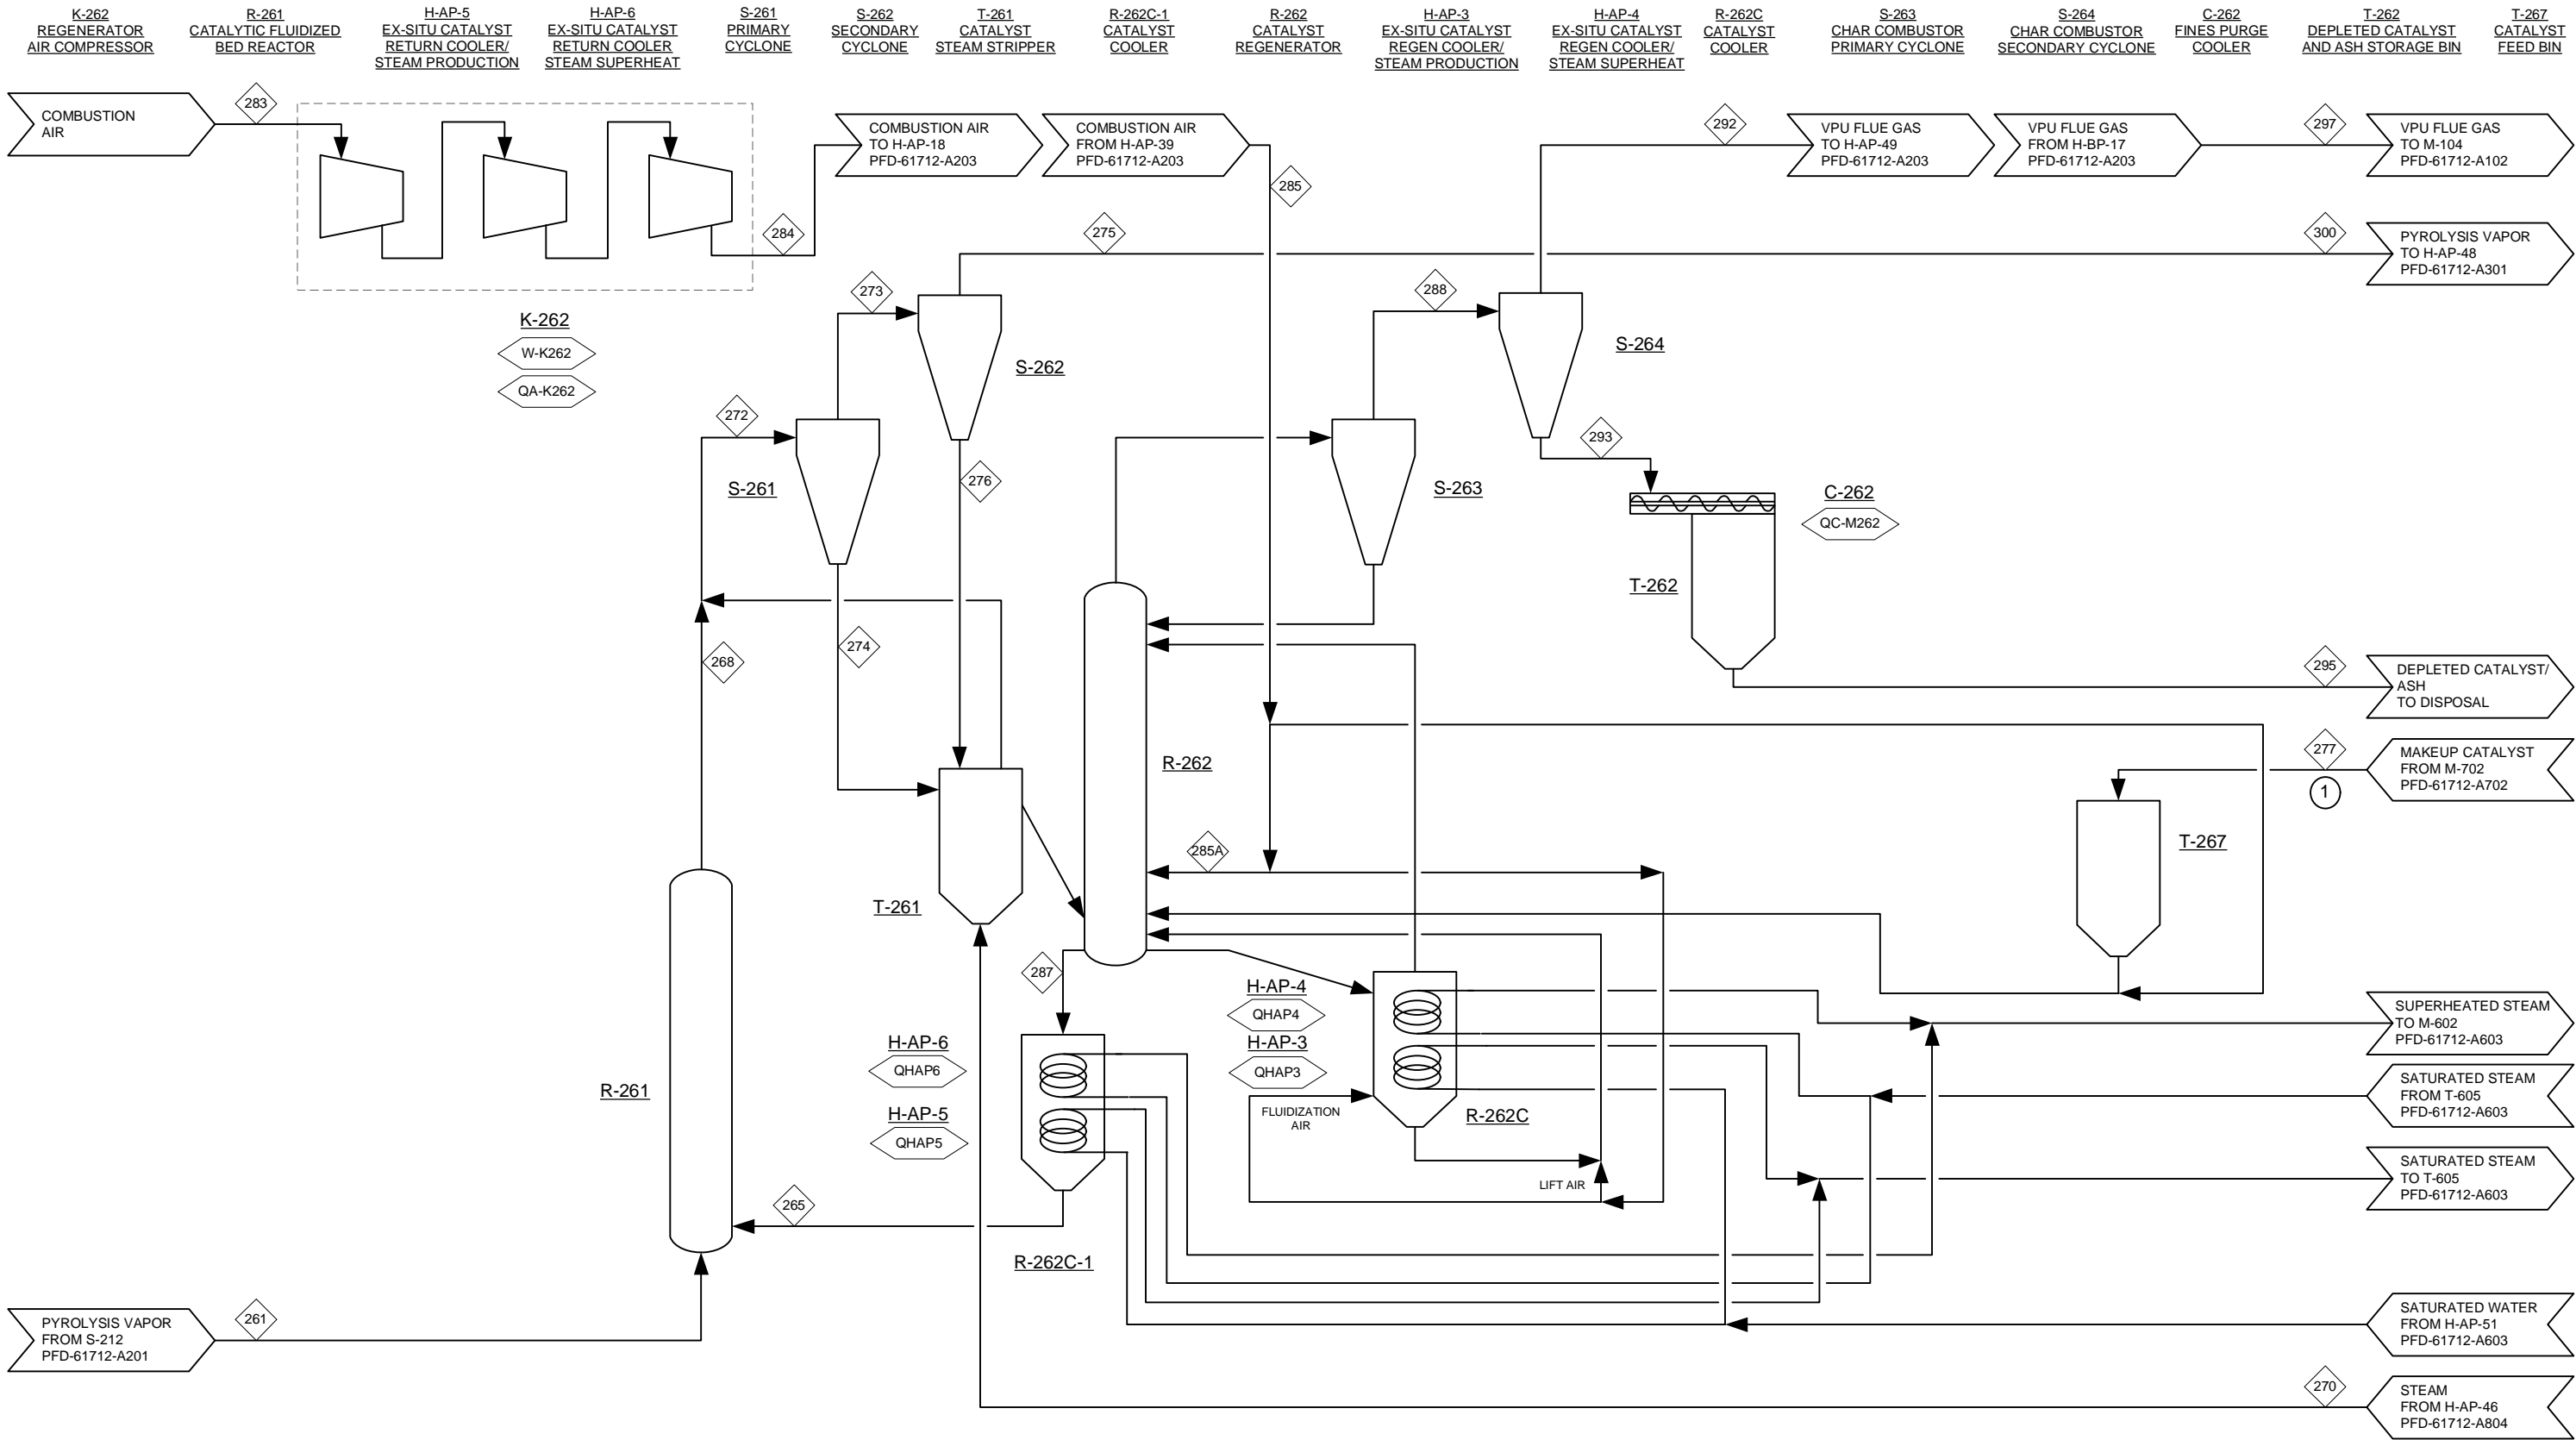 K-262
REGENERATOR
AIR COMPRESSOR
R-261
CATALYTIC FLUIDIZED
BED REACTOR
H-AP-5
EX-SITU CATALYST
RETURN COOLER/
STEAM PRODUCTION
H-AP-6
EX-SITU CATALYST
RETURN COOLER
STEAM SUPERHEAT
S-261
PRIMARY
CYCLONE
S-262
SECONDARY
CYCLONE
T-261
CATALYST
STEAM STRIPPER
R-262C-1
CATALYST
COOLER
R-262
CATALYST
REGENERATOR
H-AP-3
EX-SITU CATALYST
REGEN COOLER/
STEAM PRODUCTION
H-AP-4
EX-SITU CATALYST
REGEN COOLER/
STEAM SUPERHEAT
R-262C
CATALYST
COOLER
S-263
CHAR COMBUSTOR
PRIMARY CYCLONE
S-264
CHAR COMBUSTOR
SECONDARY CYCLONE
C-262
FINES PURGE
COOLER
T-262
DEPLETED CATALYST
AND ASH STORAGE BIN
T-267
CATALYST
FEED BIN
COMBUSTION
AIR
283
284
COMBUSTION AIR
TO H-AP-18
PFD-61712-A203
COMBUSTION AIR
FROM H-AP-39
PFD-61712-A203
285
292
VPU FLUE GAS
TO H-AP-49
PFD-61712-A203
VPU FLUE GAS
FROM H-BP-17
PFD-61712-A203
297
VPU FLUE GAS
TO M-104
PFD-61712-A102
275
300
PYROLYSIS VAPOR
TO H-AP-48
PFD-61712-A301
K-262
W-K262
QA-K262
273
S-262
288
S-264
272
S-261
276
S-263
293
C-262
QC-M262
T-262
268
274
295
DEPLETED CATALYST/
ASH
TO DISPOSAL
R-262
277
1
MAKEUP CATALYST
FROM M-702
PFD-61712-A702
T-267
285A
T-261
287
H-AP-4
QHAP4
H-AP-3
QHAP3
SUPERHEATED STEAM
TO M-602
PFD-61712-A603
H-AP-6
QHAP6
H-AP-5
QHAP5
R-261
FLUIDIZATION
AIR
R-262C
SATURATED STEAM
FROM T-605
PFD-61712-A603
LIFT AIR
SATURATED STEAM
TO T-605
PFD-61712-A603
265
R-262C-1
PYROLYSIS VAPOR
FROM S-212
PFD-61712-A201
261
SATURATED WATER
FROM H-AP-51
PFD-61712-A603
270
STEAM
FROM H-AP-46
PFD-61712-A804